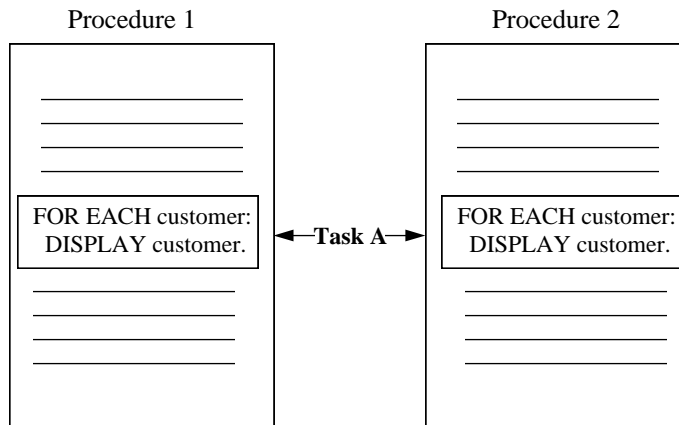 Procedure 1
Procedure 2
FOR EACH customer:
DISPLAY customer.
Task A
FOR EACH customer:
DISPLAY customer.